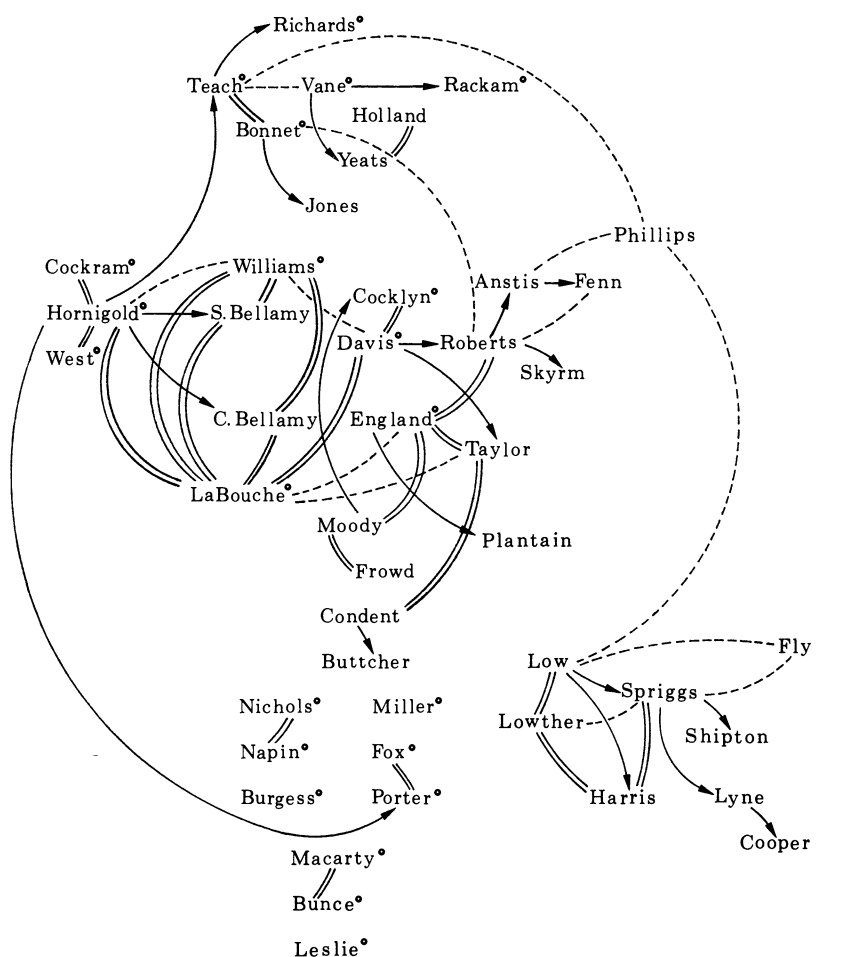 Richards°
Teach° Vane° Rackam°
Holland
Bonnet°
Yeats
Jones
Phillips
Cockram° Williams°
Anstis Fenn
Cocklyn°
Hornigold° S. Bellamy
Davis° Roberts
West°
Skyrm
C. Bellamy England°
Taylor
LaBouche°
Moody
Plantain
Frowd
Condent
Buttcher
Fly
Low
Spriggs
Nichols° Miller°
Lowther
Shipton
Napin° Fox°
Burgess° Porter° Harris Lyne
Cooper
Macarty°
Bunce°
Leslie°